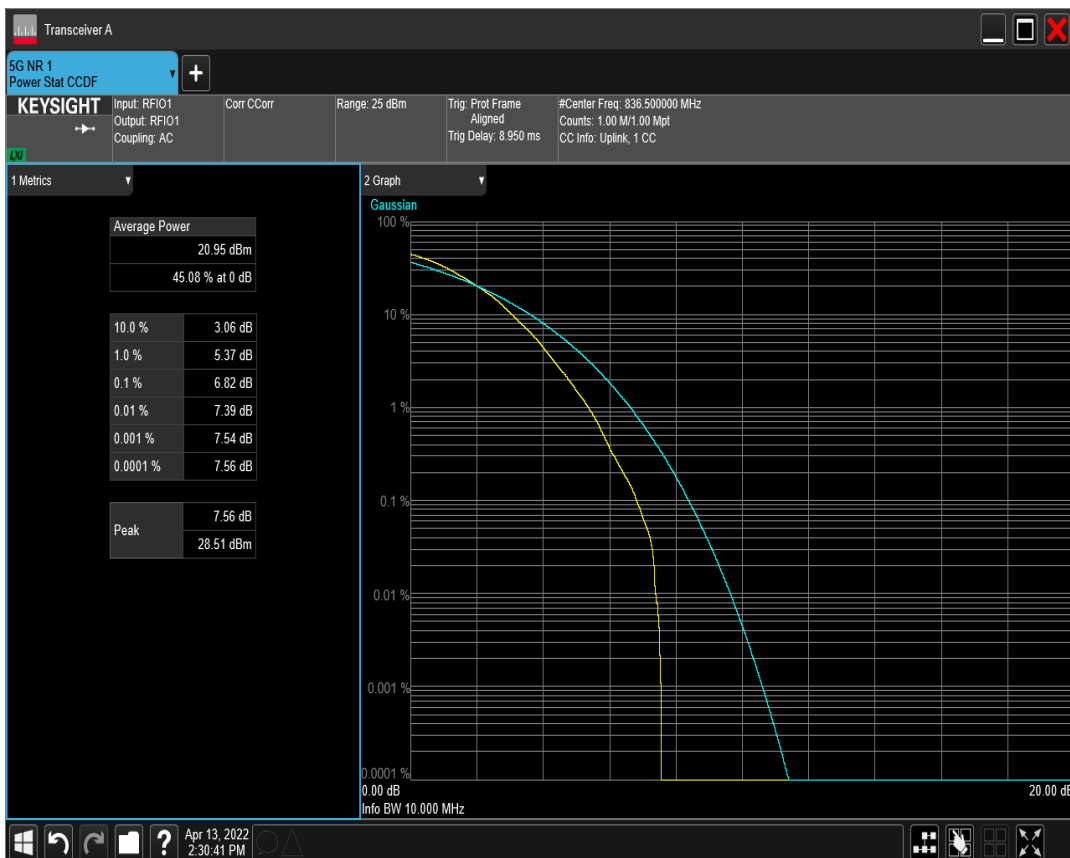 Transceiver A
5G NR 1
Power Stat CCDF
+
KEYSIGHT
LXI
Input: RFIO1
Output: RFIO1
Coupling: AC
Corr CCorr
Range: 25 dBm
Trig: Prot Frame
Aligned
Trig Delay: 8.950 ms
#Center Freq: 836.500000 MHz
Counts: 1.00 M/1.00 Mpt
CC Info: Uplink, 1 CC
1 Metrics
Average Power
20.95 dBm
45.08 % at 0 dB
10.0 % 3.06 dB
1.0 % 5.37 dB
0.1 % 6.82 dB
0.01 % 7.39 dB
0.001 % 7.54 dB
0.0001 % 7.56 dB
Peak 7.56 dB
28.51 dBm
2 Graph
Gaussian
100 %
10 %
1 %
0.1 %
0.01 %
0.001 %
0.0001 %
0.00 dB 20.00 dB
Info BW 10.000 MHz
?
Apr 13, 2022
2:30:41 PM